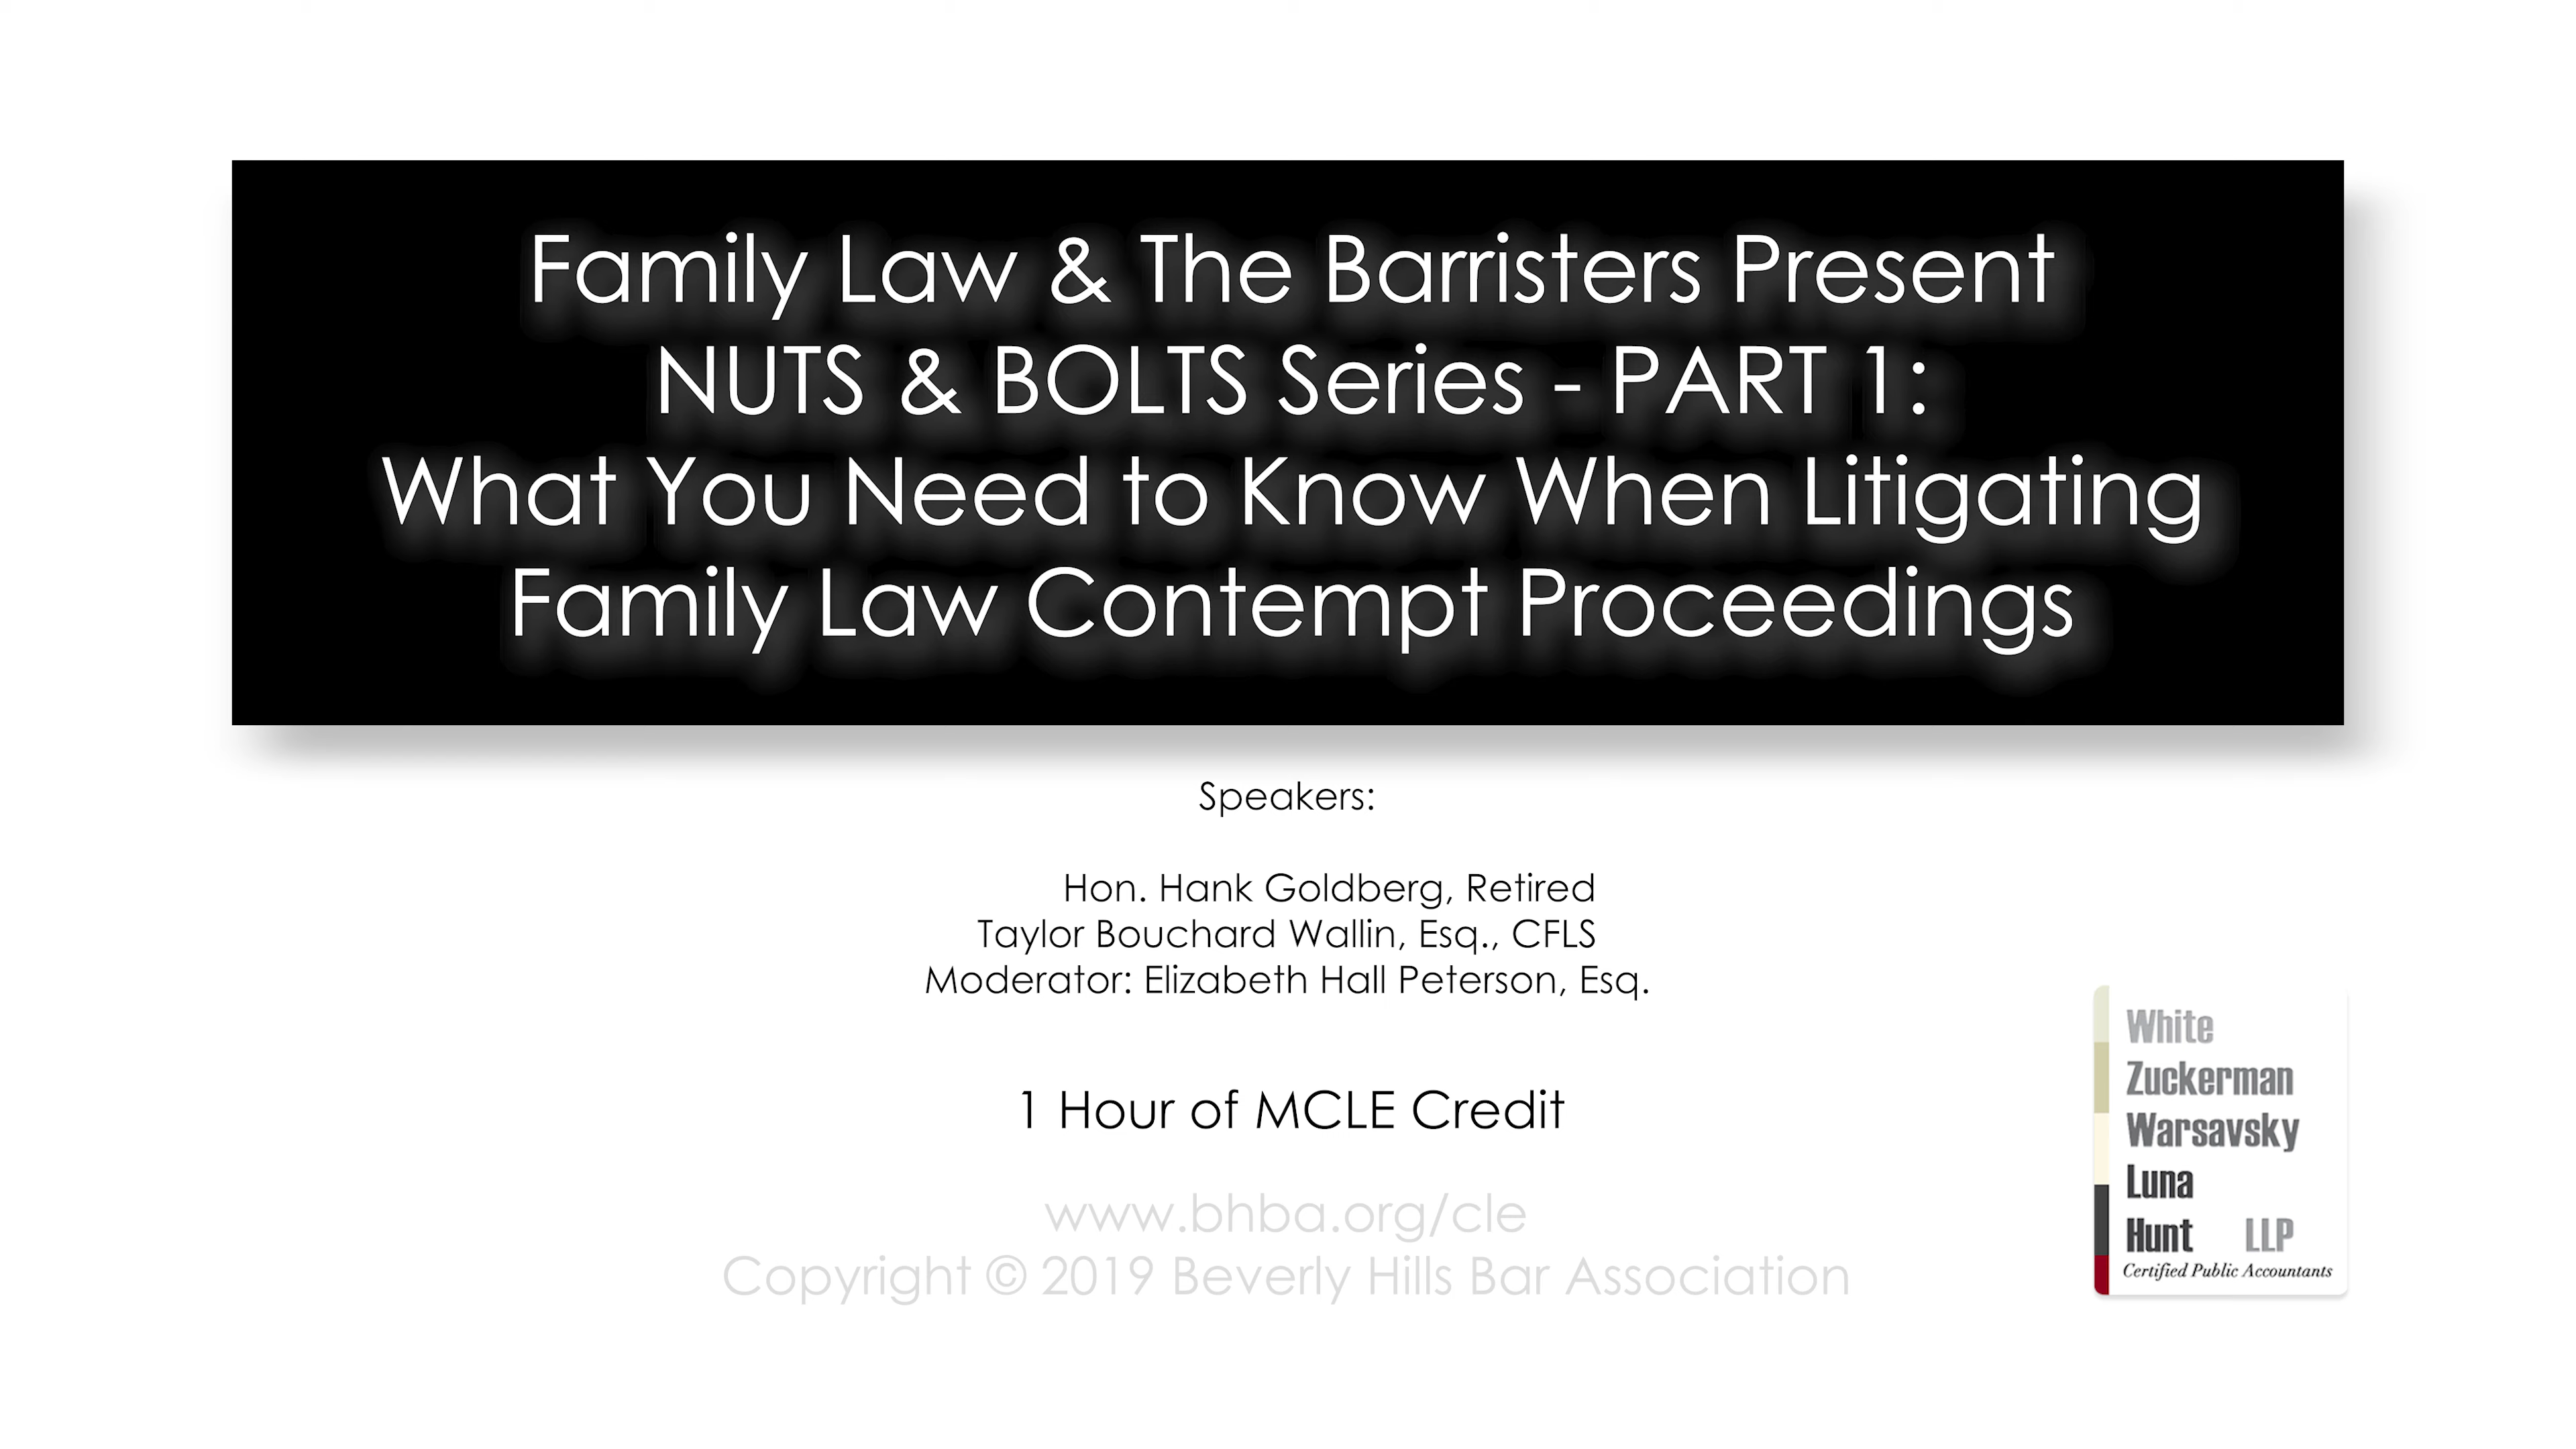 Family Law & The Barristers Present
NUTS & BOLTS Series - PART 1:
What You Need to Know When Litigating
Family Law Contempt Proceedings
Speakers:
Hon. Hank Goldberg, Retired
Taylor Bouchard Wallin, Esq., CFLS
Moderator: Elizabeth Hall Peterson, Esq.
1 Hour of MCLE Credit
www.bhba.org/cle
Copyright © 2019 Beverly Hills Bar Association
White
Zuckerman
Warsavsky
Luna
Hunt LLP
Certified Public Accountants